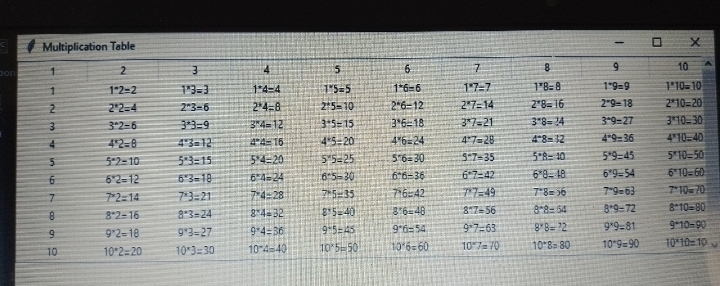 Multiplication Table
1 2 3 4 5 6 7 8 9 10
1 1*2=2 1*3=3 1*4=4 1*5=5 1*6=6 1*7=7 1*8=8 1*9=9 1*10=10
2 2*2=4 2*3=6 2*4=8 2*5=10 2*6=12 2*7=14 2*8=16 2*9=18 2*10=20
3 3*2=6 3*3=9 3*4=12 3*5=15 3*6=18 3*7=21 3*8=24 3*9=27 3*10=30
4 4*2=8 4*3=12 4*4=16 4*5=20 4*6=24 4*7=28 4*8=32 4*9=36 4*10=40
5 5*2=10 5*3=15 5*4=20 5*5=25 5*6=30 5*7=35 5*8=40 5*9=45 5*10=50
6 6*2=12 6*3=18 6*4=24 6*5=30 6*6=36 6*7=42 6*8=48 6*9=54 6*10=60
7 7*2=14 7*3=21 7*4=28 7*5=35 7*6=42 7*7=49 7*8=56 7*9=63 7*10=70
8 8*2=16 8*3=24 8*4=32 8*5=40 8*6=48 8*7=56 8*8=64 8*9=72 8*10=80
9 9*2=18 9*3=27 9*4=36 9*5=45 9*6=54 9*7=63 9*8=72 9*9=81 9*10=90
10 10*2=20 10*3=30 10*4=40 10*5=50 10*6=60 10*7=70 10*8=80 10*9=90 10*10=10